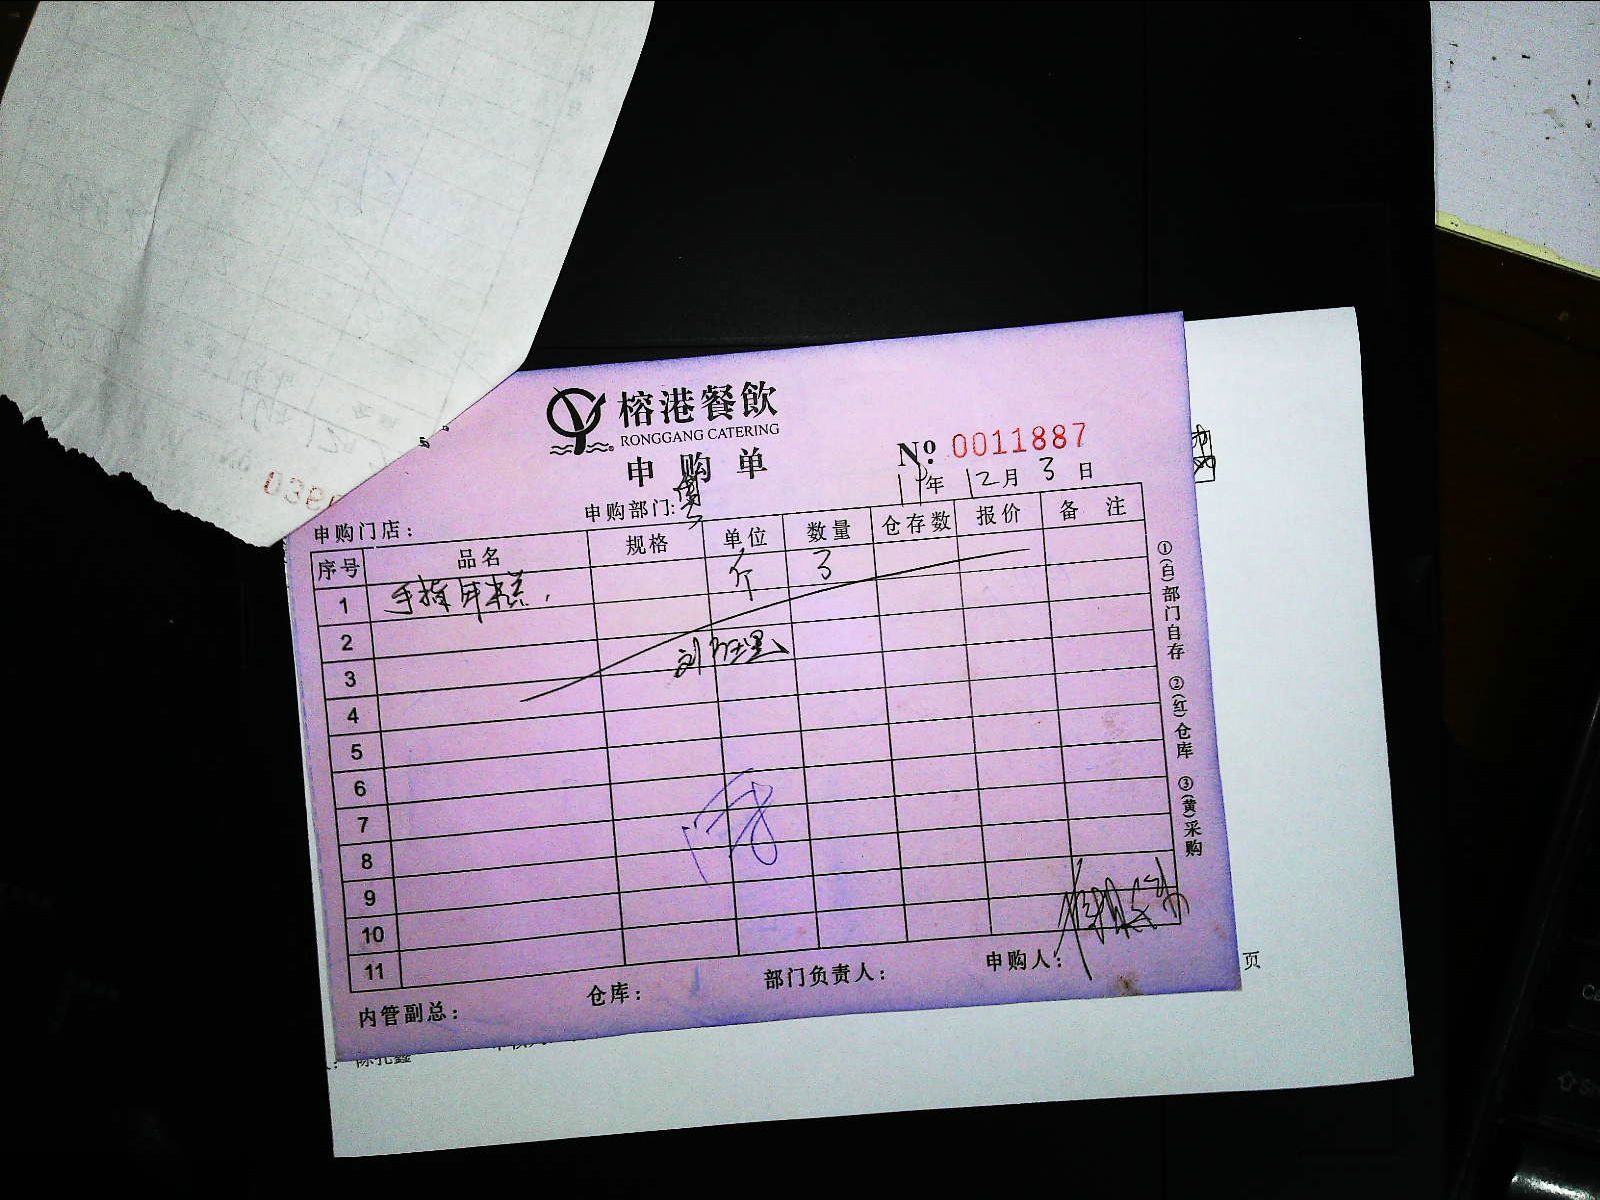 榕港餐飲
RONGGANG CATERING
申购单
№ 0011887
年 12月 3日
申购门店： 申购部门:
序号 品名 规格 单位 数量 仓存数 报价 备注
1 手指年糕 斤 3
2
3
4
5
6
7
8
9
10
11
内管副总： 仓库： 部门负责人： 申购人：
①(白)部门自存 ②(红)仓库 ③(黄)采购
页